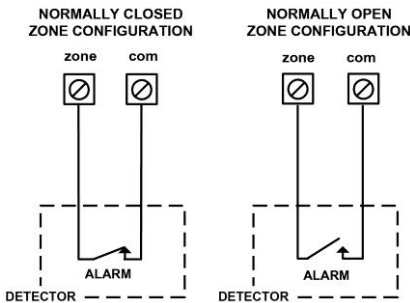 NORMALLY CLOSED
ZONE CONFIGURATION
zone com
ALARM
DETECTOR
NORMALLY OPEN
ZONE CONFIGURATION
zone com
ALARM
DETECTOR